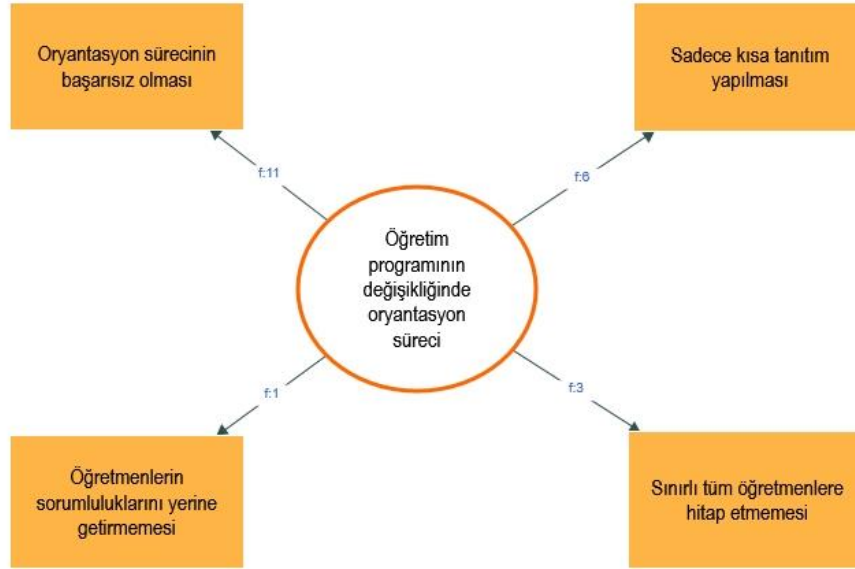 Oryantasyon sürecinin
başarısız olması
Sadece kısa tanıtım
yapılması
f:11
f:6
Öğretim
programının
değişikliğinde
oryantasyon
süreci
f:1
f:3
Öğretmenlerin
sorumluluklarını yerine
getirmemesi
Sınırlı tüm öğretmenlere
hitap etmemesi